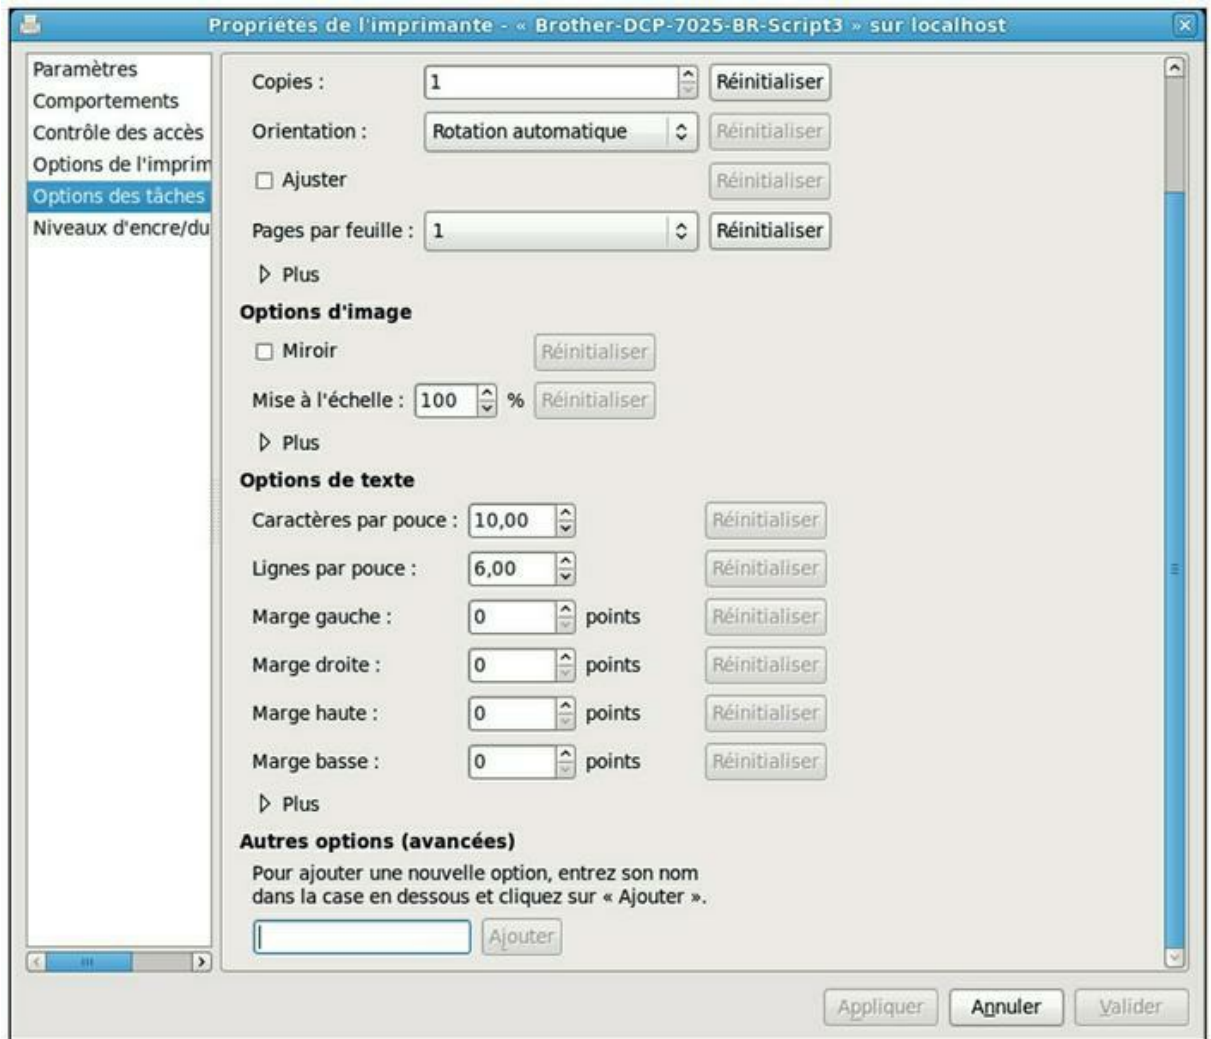 Propriétés de l'imprimante - « Brother-DCP-7025-BR-Script3 » sur localhost
Paramètres
Comportements
Contrôle des accès
Options de l'imprim
Options des tâches
Niveaux d'encre/du
Copies : 1 Réinitialiser
Orientation : Rotation automatique Réinitialiser
Ajuster Réinitialiser
Pages par feuille : 1 Réinitialiser
Plus
Options d'image
Miroir Réinitialiser
Mise à l'échelle : 100 % Réinitialiser
Plus
Options de texte
Caractères par pouce : 10,00 Réinitialiser
Lignes par pouce : 6,00 Réinitialiser
Marge gauche : 0 points Réinitialiser
Marge droite : 0 points Réinitialiser
Marge haute : 0 points Réinitialiser
Marge basse : 0 points Réinitialiser
Plus
Autres options (avancées)
Pour ajouter une nouvelle option, entrez son nom
dans la case en dessous et cliquez sur « Ajouter ».
Ajouter
Appliquer Annuler Valider